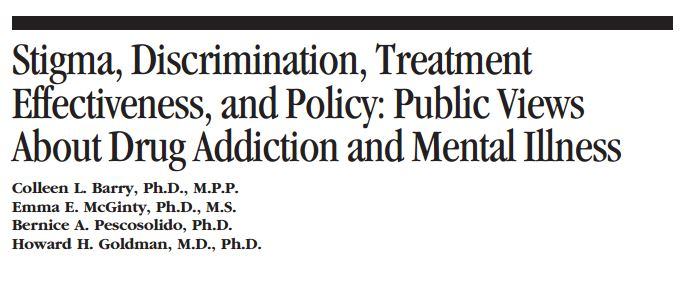 Stigma, Discrimination, Treatment
Effectiveness, and Policy: Public Views
About Drug Addiction and Mental Illness
Colleen L. Barry, Ph.D., M.P.P.
Emma E. McGinty, Ph.D., M.S.
Bernice A. Pescosolido, Ph.D.
Howard H. Goldman, M.D., Ph.D.